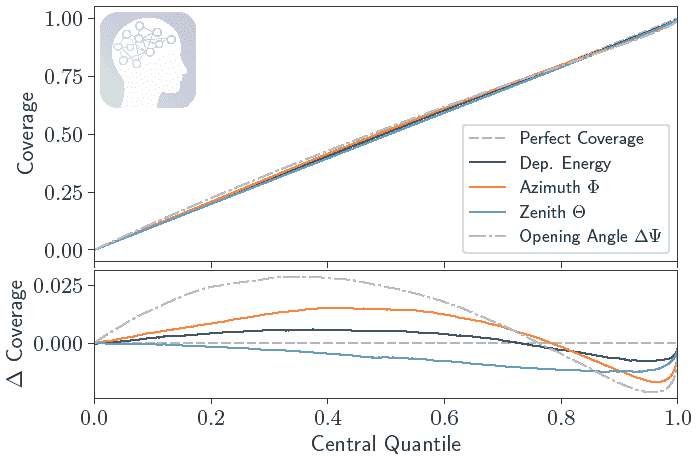 1.00
0.75
0.50
0.25
0.00
Coverage
Perfect Coverage
Dep. Energy
Azimuth Φ
Zenith Θ
Opening Angle ΔΨ
0.025
0.000
Δ Coverage
0.0 0.2 0.4 0.6 0.8 1.0
Central Quantile